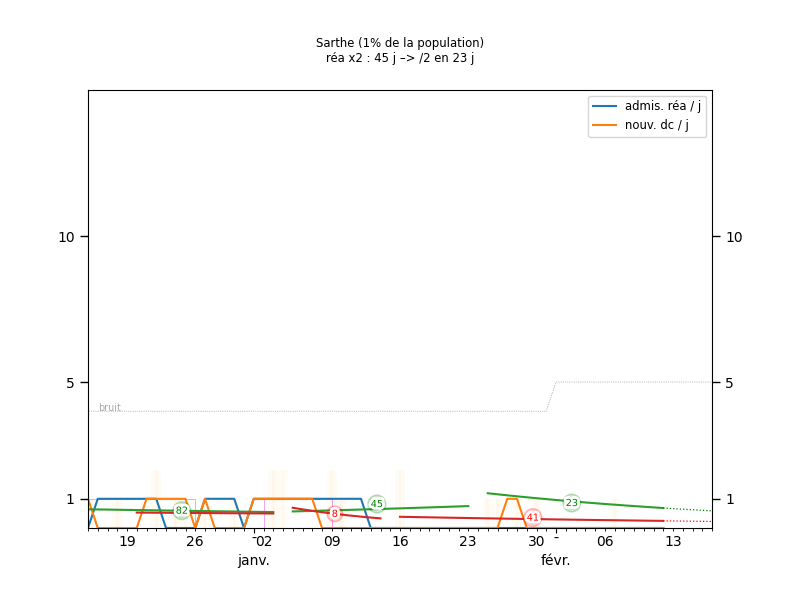 Sarthe (1% de la population)
réa x2 : 45 j –> /2 en 23 j
admis. réa / j
nouv. dc / j
10
10
5
5
bruit
1
1
82
8
45
41
23
19
26
02
09
16
23
30
06
13
janv.
févr.